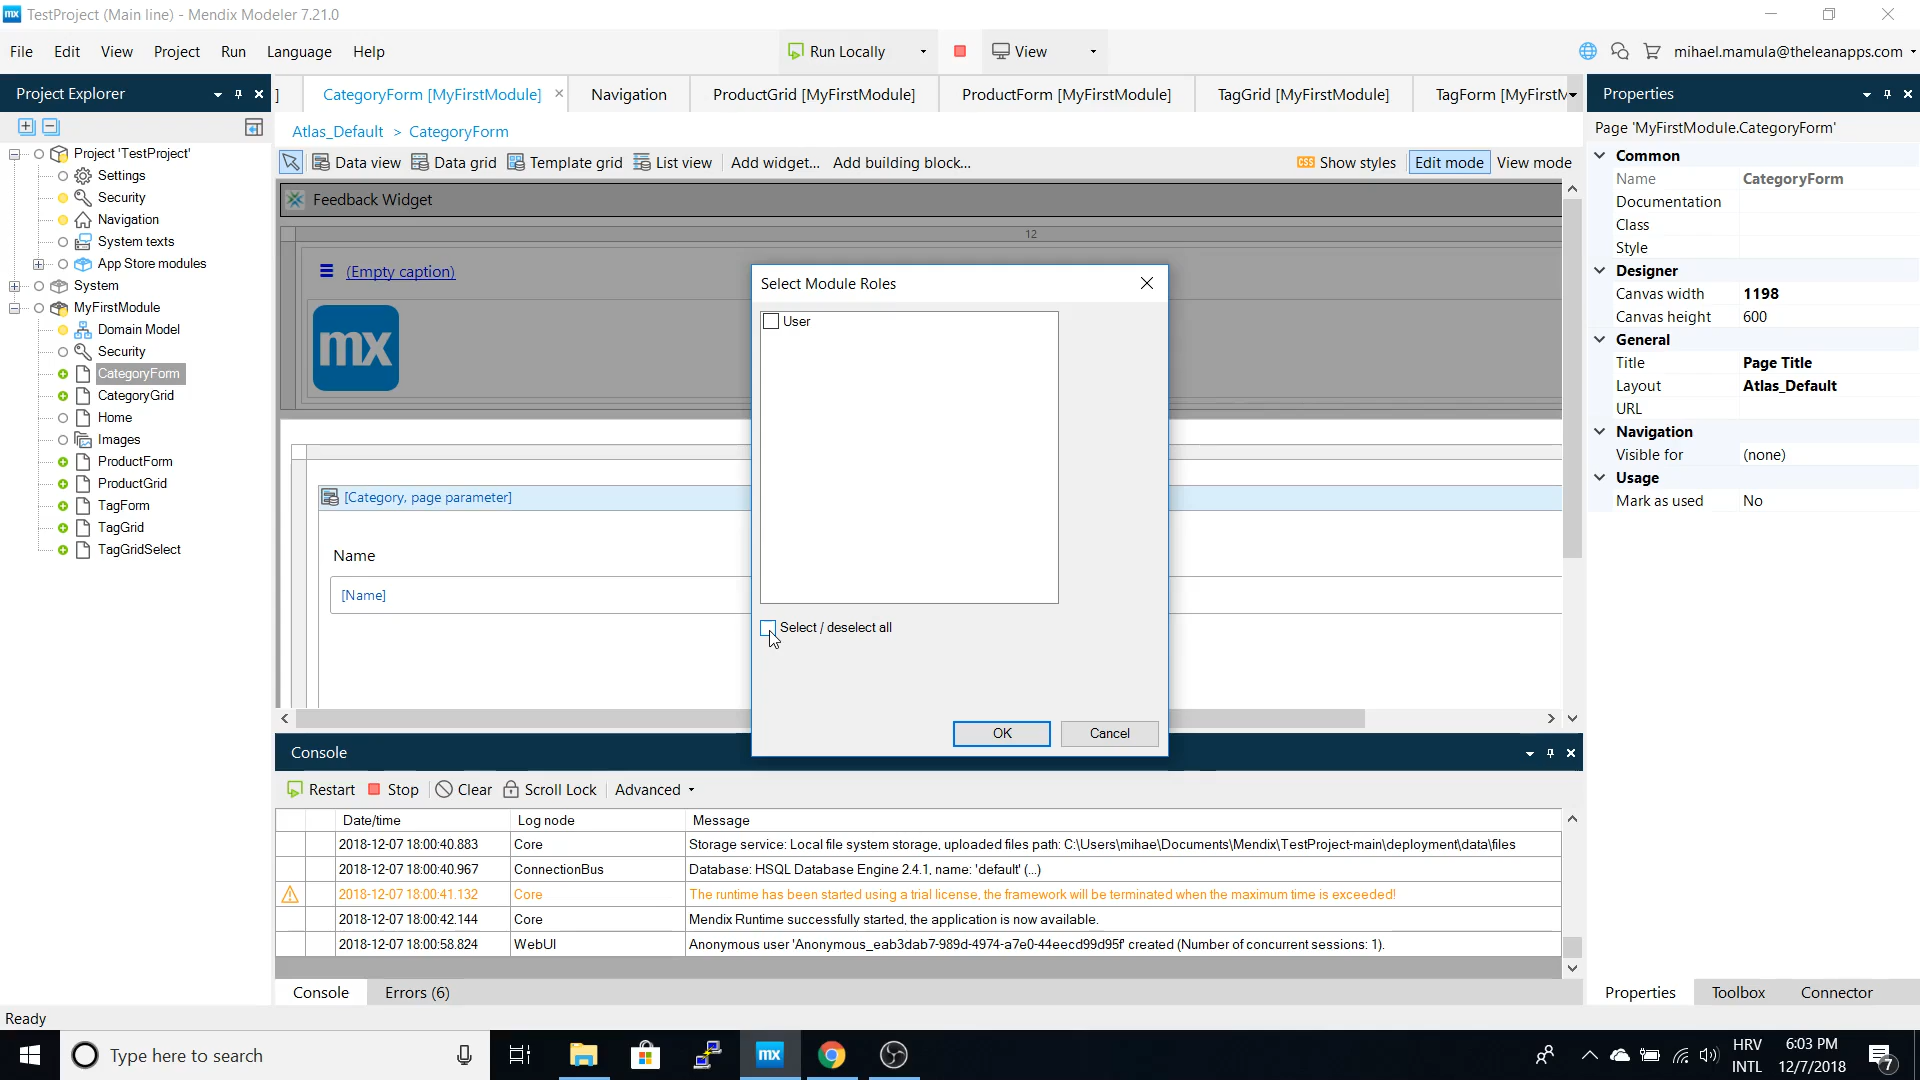 TestProject (Main line) - Mendix Modeler 7.21.0
File Edit View Project Run Language Help
Run Locally
View
mihael.mamula@theleanapps.com
Project Explorer
Project 'TestProject'
Settings
Security
Navigation
System texts
App Store modules
System
MyFirstModule
Domain Model
Security
CategoryForm
CategoryGrid
Home
Images
ProductForm
ProductGrid
TagForm
TagGrid
TagGridSelect
] CategoryForm [MyFirstModule] Navigation ProductGrid [MyFirstModule] ProductForm [MyFirstModule] TagGrid [MyFirstModule] TagForm [MyFirstM
Atlas_Default > CategoryForm
Data view Data grid Template grid List view Add widget... Add building block... CSS Show styles Edit mode View mode
Feedback Widget
12
(Empty caption)
mx
[Category, page parameter]
Name
[Name]
Select Module Roles
User
Select / deselect all
OK Cancel
Console
Restart Stop Clear Scroll Lock Advanced
Date/time Log node Message
2018-12-07 18:00:40.883 Core Storage service: Local file system storage, uploaded files path: C:\Users\mihae\Documents\Mendix\TestProject-main\deployment\data\files
2018-12-07 18:00:40.967 ConnectionBus Database: HSQL Database Engine 2.4.1, name: 'default' (...)
2018-12-07 18:00:41.132 Core The runtime has been started using a trial license, the framework will be terminated when the maximum time is exceeded!
2018-12-07 18:00:42.144 Core Mendix Runtime successfully started, the application is now available.
2018-12-07 18:00:58.824 WebUI Anonymous user 'Anonymous_eab3dab7-989d-4974-a7e0-44eecd99d95f' created (Number of concurrent sessions: 1).
Console Errors (6)
Properties
Page 'MyFirstModule.CategoryForm'
Common
Name CategoryForm
Documentation
Class
Style
Designer
Canvas width 1198
Canvas height 600
General
Title Page Title
Layout Atlas_Default
URL
Navigation
Visible for (none)
Usage
Mark as used No
Properties Toolbox Connector
Ready
Type here to search
mx
HRV
INTL
6:03 PM
12/7/2018
7